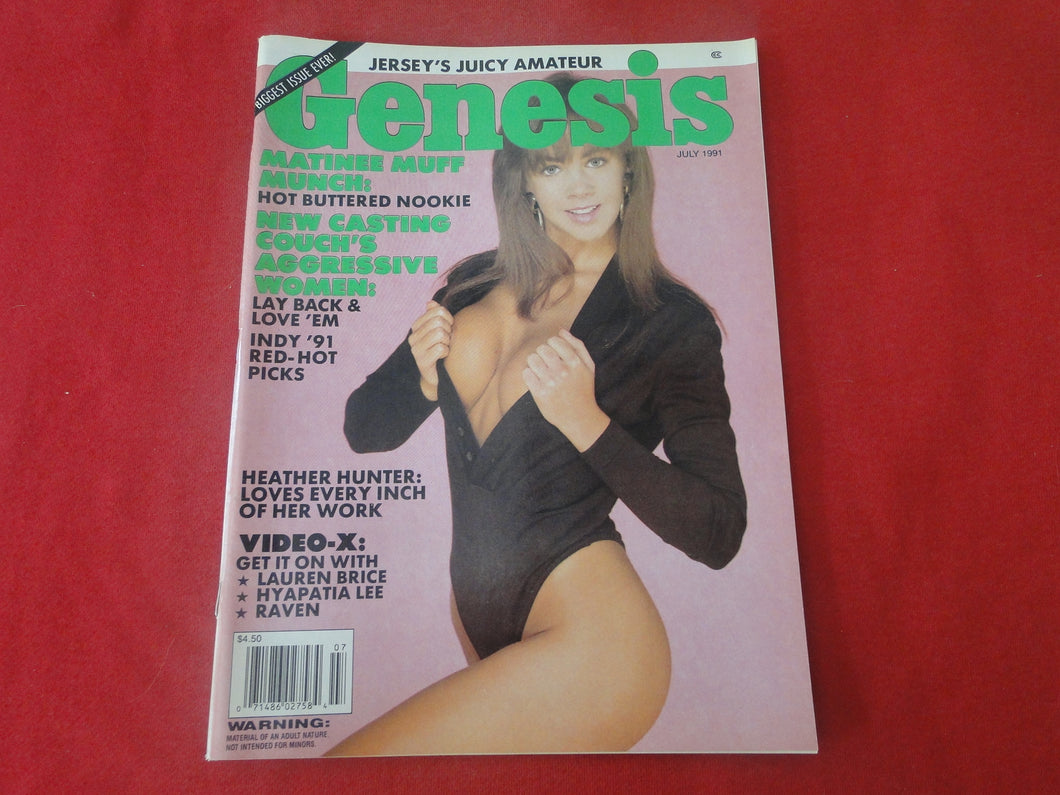 BIGGEST ISSUE EVER!
JERSEY'S JUICY AMATEUR
Genesis
JULY 1991
MATINEE MUFF
MUNCH:
HOT BUTTERED NOOKIE
NEW CASTING
COUCH'S
AGGRESSIVE
WOMEN:
LAY BACK &
LOVE 'EM
INDY '91
RED-HOT
PICKS
HEATHER HUNTER:
LOVES EVERY INCH
OF HER WORK
VIDEO-X:
GET IT ON WITH
★ LAUREN BRICE
★ HYAPATIA LEE
★ RAVEN
$4.50
07
0 71486 02758 4
WARNING:
MATERIAL OF AN ADULT NATURE.
NOT INTENDED FOR MINORS.